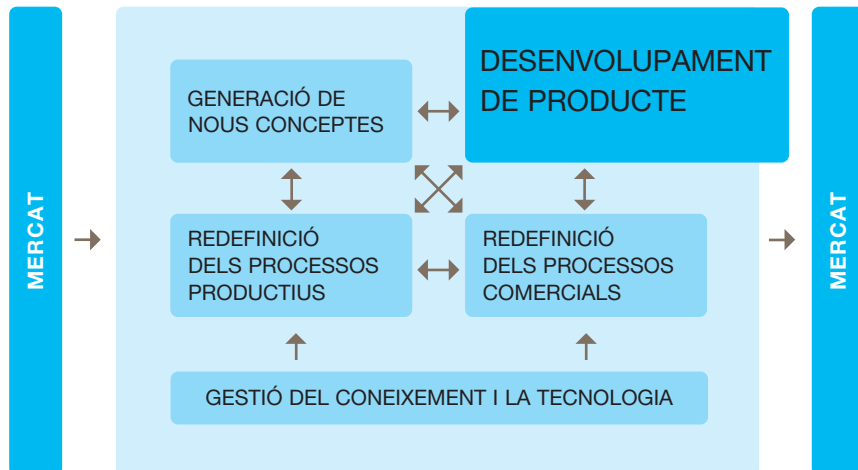 MERCAT
GENERACIÓ DE
NOUS CONCEPTES
DESENVOLUPAMENT
DE PRODUCTE
REDEFINICIÓ
DELS PROCESSOS
PRODUCTIUS
REDEFINICIÓ
DELS PROCESSOS
COMERCIALS
GESTIÓ DEL CONEIXEMENT I LA TECNOLOGIA
MERCAT